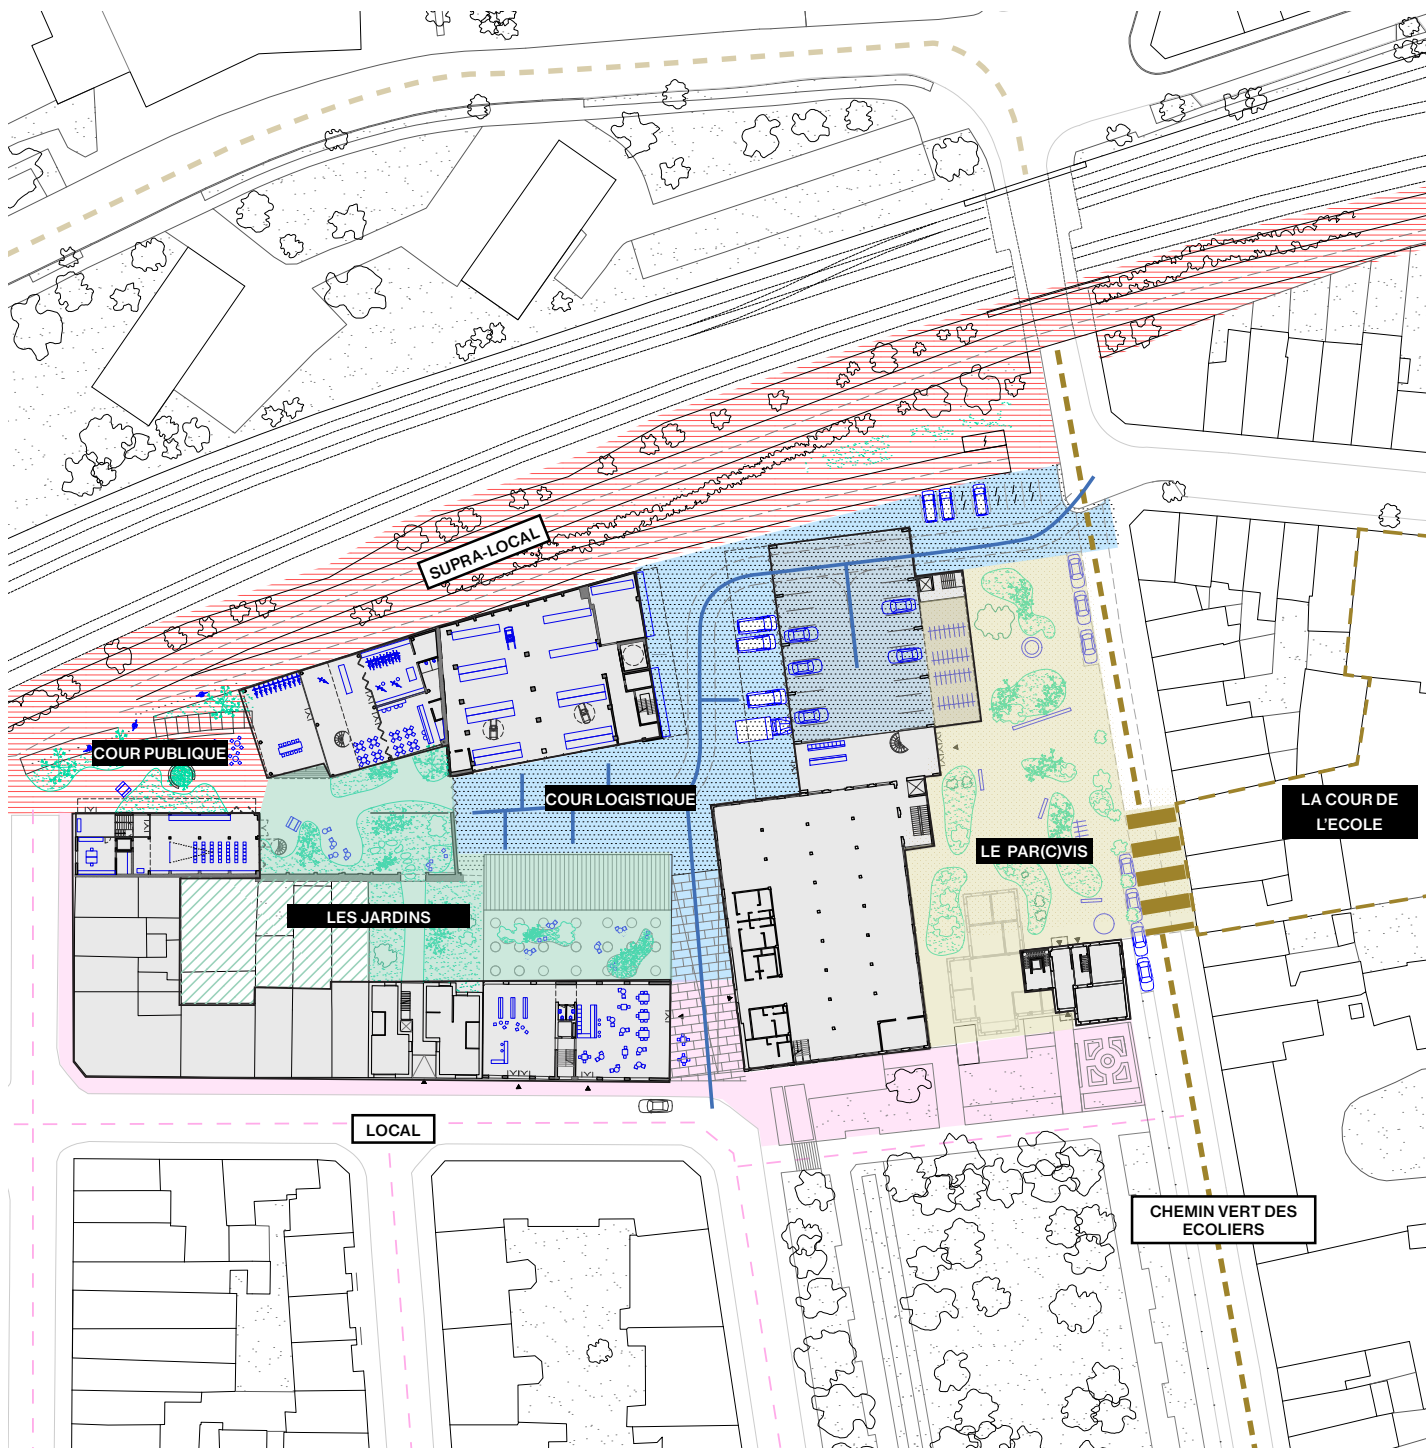 SUPRA-LOCAL
COUR PUBLIQUE
COUR LOGISTIQUE
LA COUR DE
L'ECOLE
LE PAR(C)VIS
LES JARDINS
LOCAL
CHEMIN VERT DES
ECOLIERS